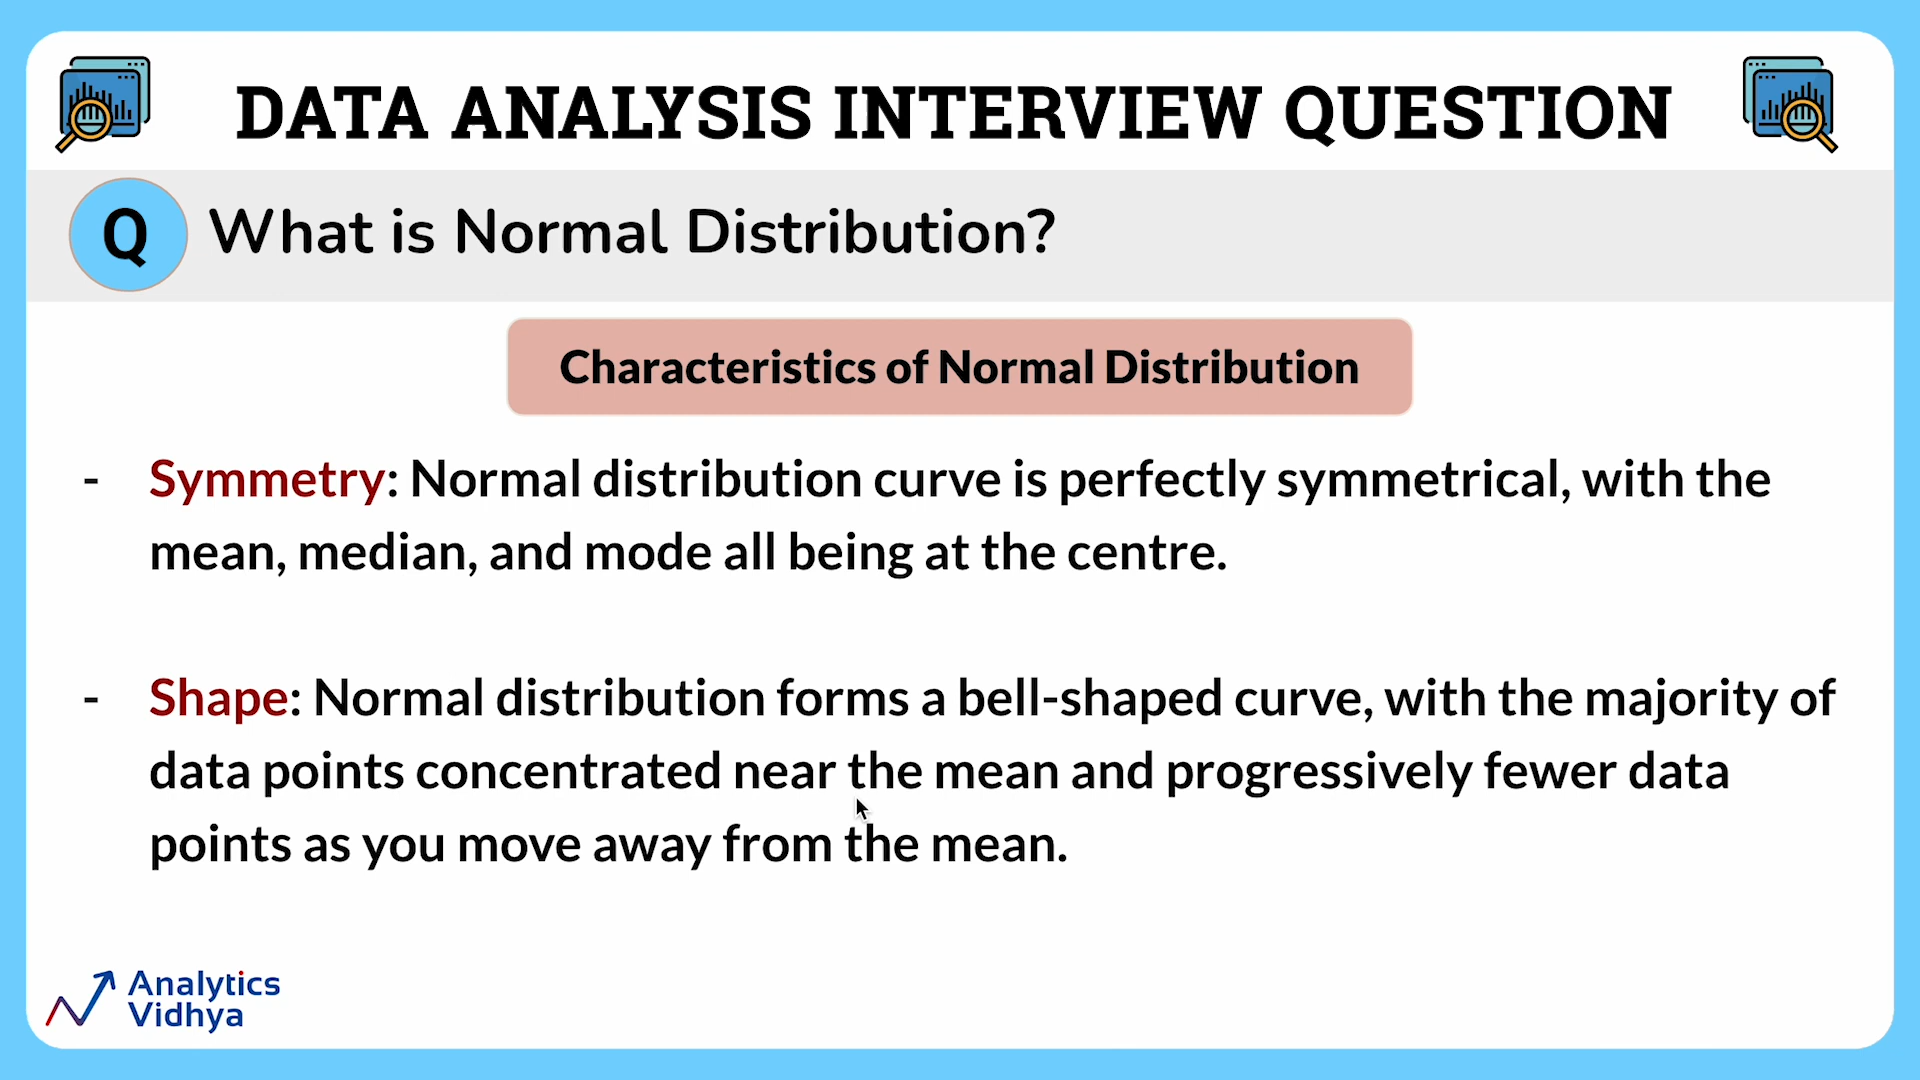 DATA ANALYSIS INTERVIEW QUESTION
Q What is Normal Distribution?
Characteristics of Normal Distribution
- Symmetry: Normal distribution curve is perfectly symmetrical, with the
mean, median, and mode all being at the centre.
- Shape: Normal distribution forms a bell-shaped curve, with the majority of
data points concentrated near the mean and progressively fewer data
points as you move away from the mean.
Analytics
Vidhya